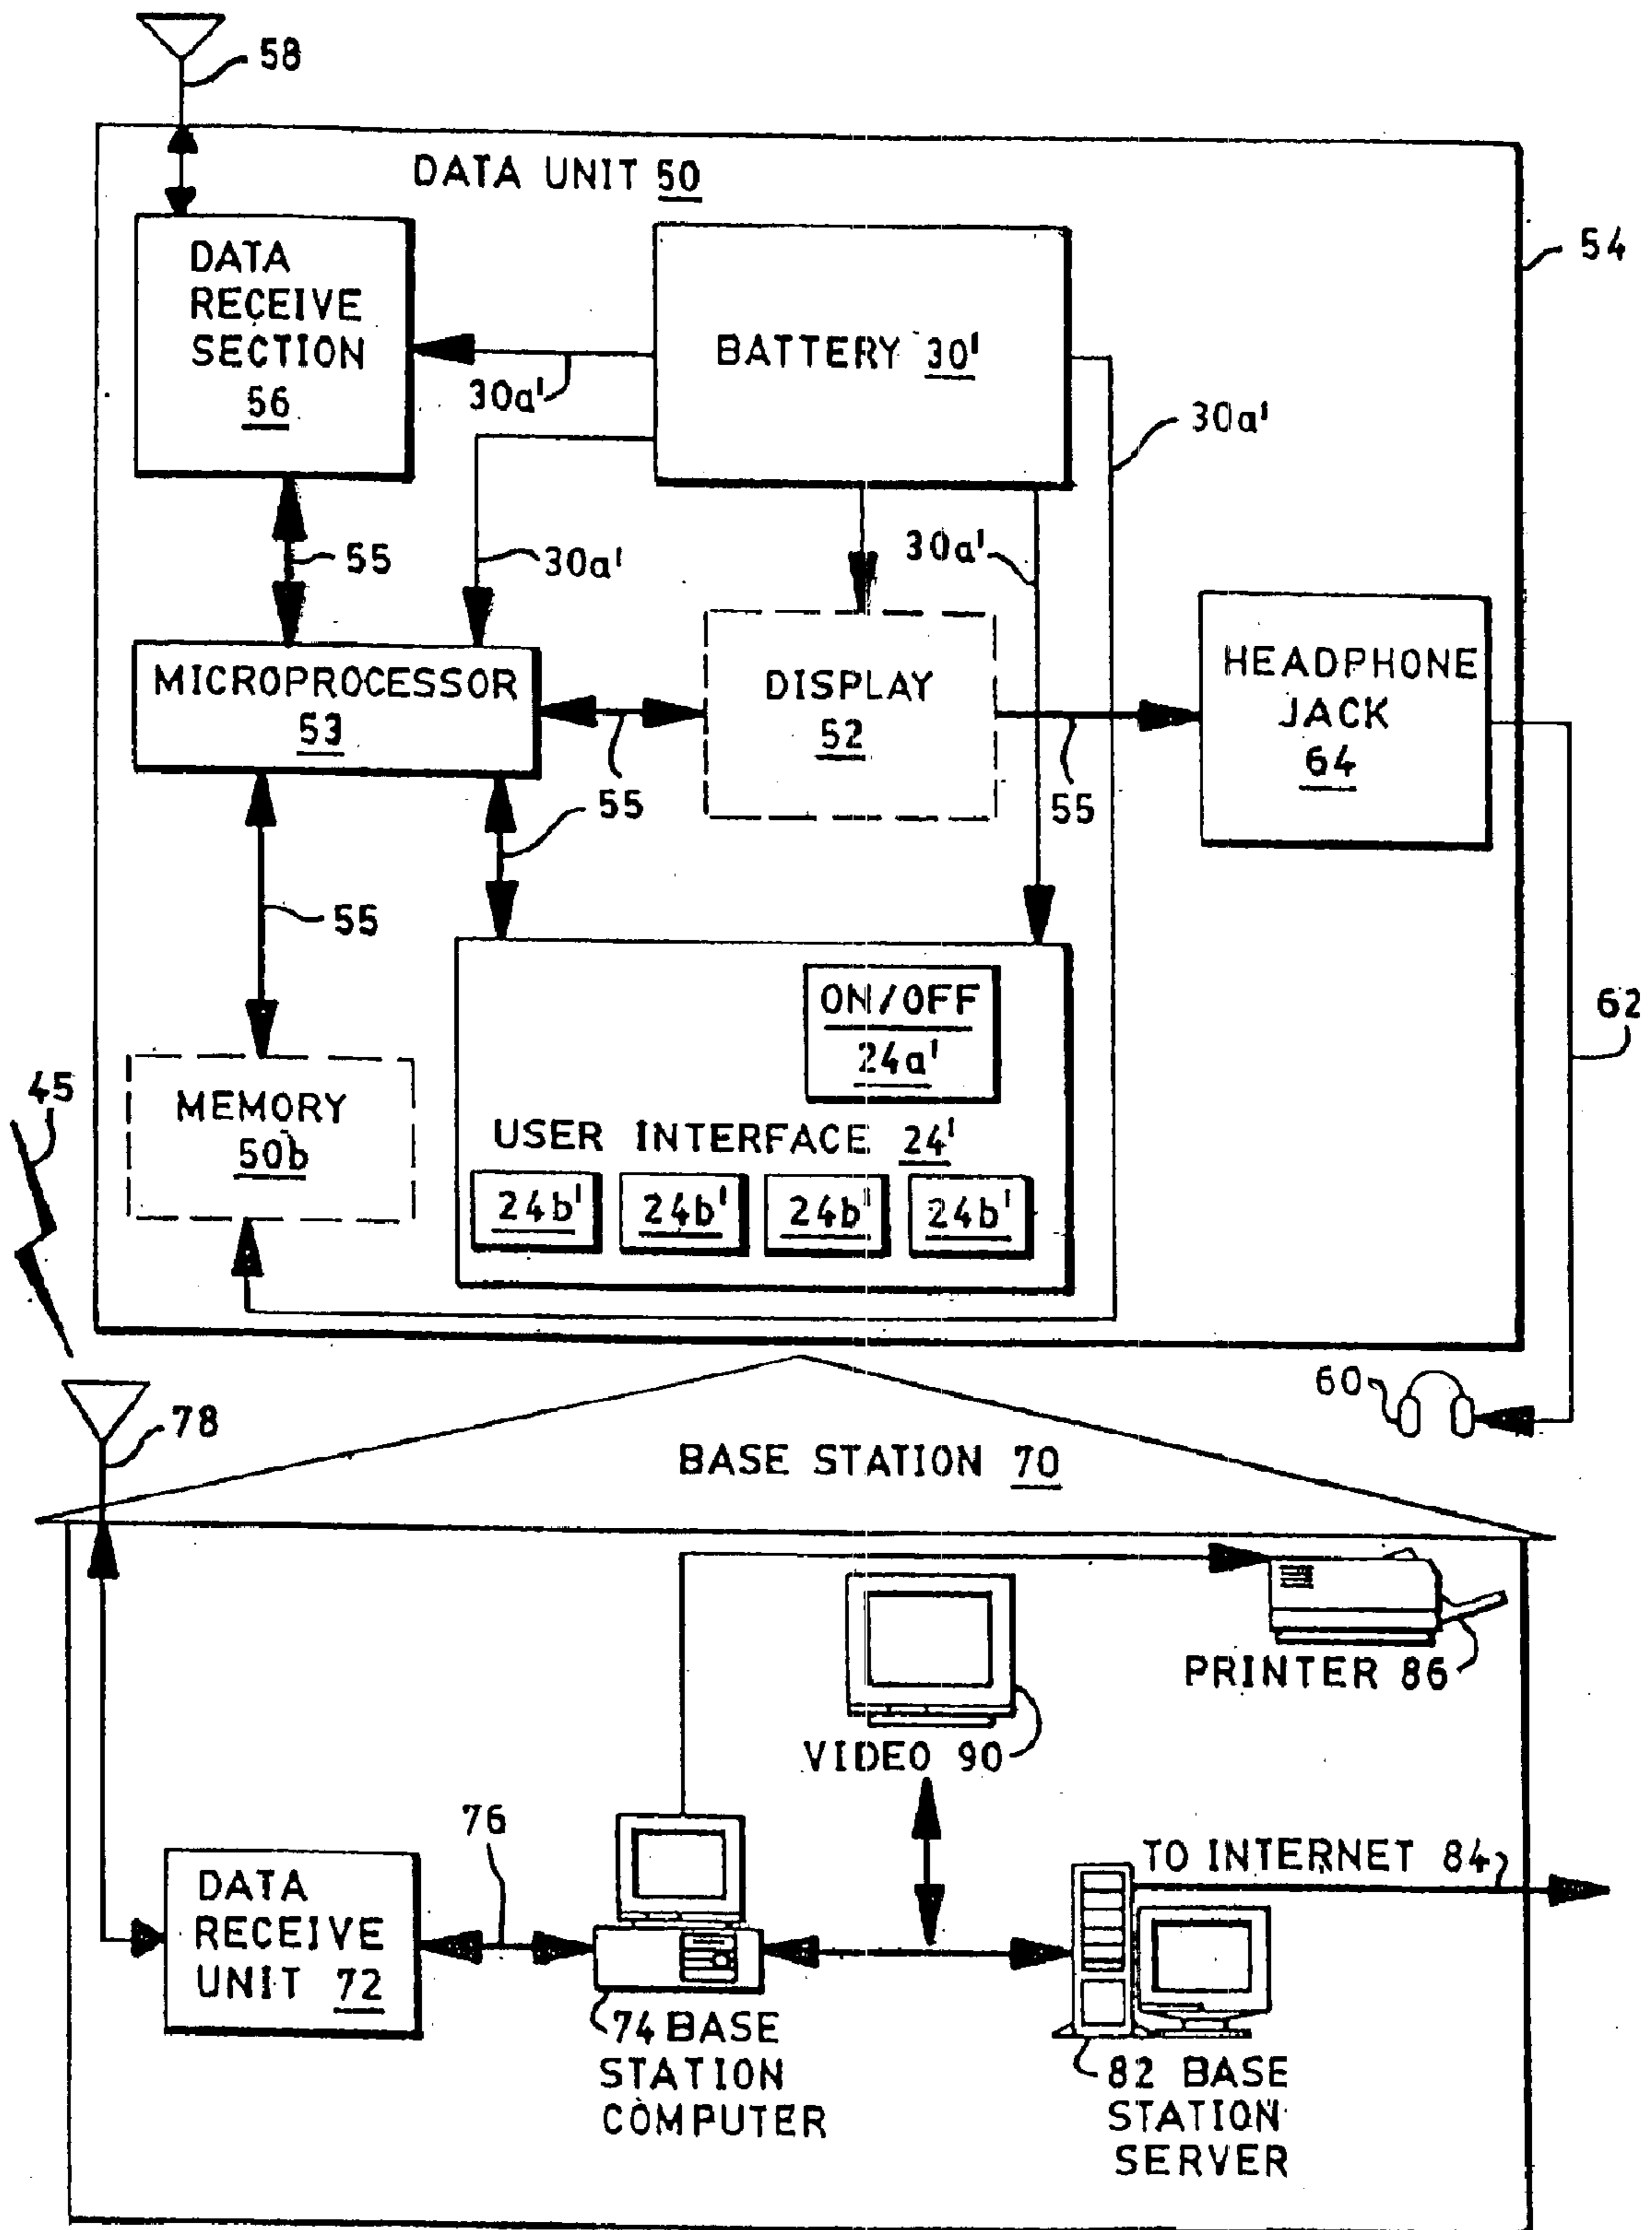 58
DATA UNIT 50
54
DATA
RECEIVE
SECTION
56
BATTERY 30'
30a'
30a'
55
30a'
30a'
MICROPROCESSOR
53
DISPLAY
52
HEADPHONE
JACK
64
55
55
55
55
ON/OFF
24a'
62
45
MEMORY
50b
USER INTERFACE 24'
24b' 24b' 24b' 24b'
60
78
BASE STATION 70
PRINTER 86
VIDEO 90
76
TO INTERNET 84
DATA
RECEIVE
UNIT 72
74 BASE
STATION
COMPUTER
82 BASE
STATION
SERVER